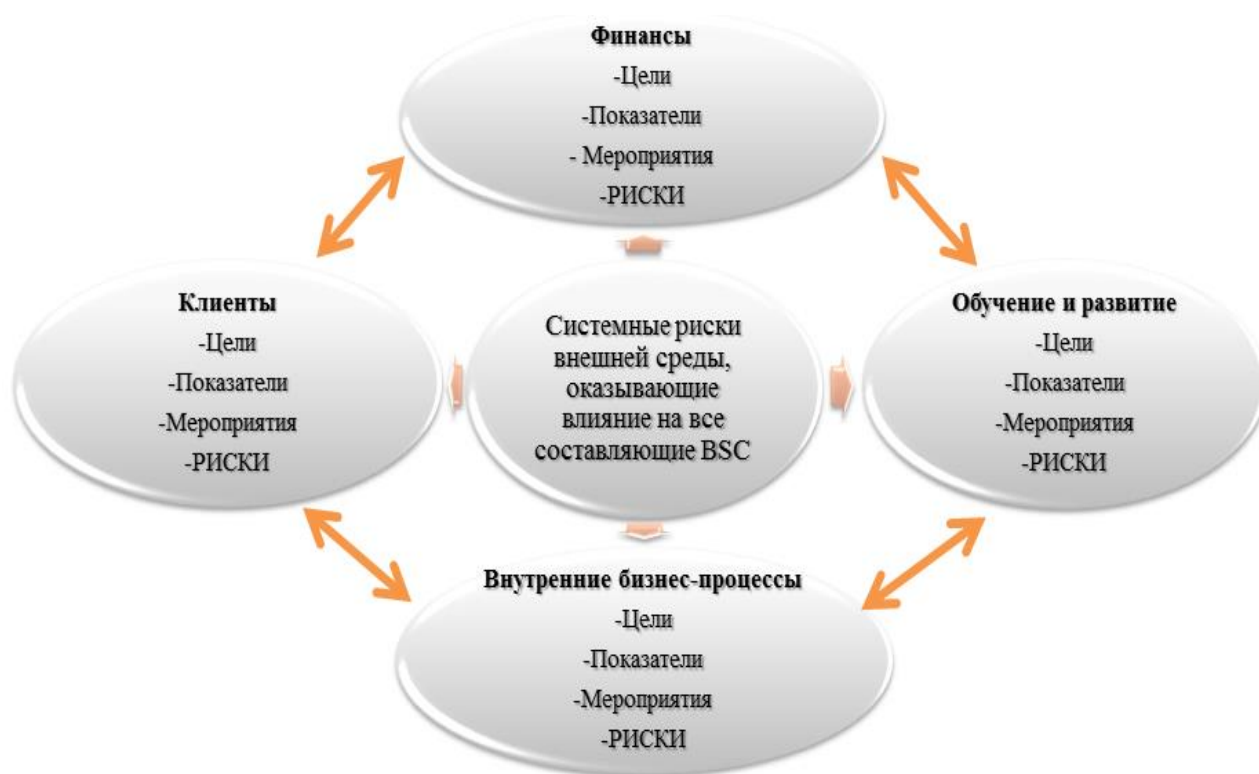 Финансы
-Цели
-Показатели
- Мероприятия
-РИСКИ
Клиенты
-Цели
-Показатели
-Мероприятия
-РИСКИ
Системные риски
внешней среды,
оказывающие
влияние на все
составляющие BSC
Обучение и развитие
-Цели
-Показатели
-Мероприятия
-РИСКИ
Внутренние бизнес-процессы
-Цели
-Показатели
-Мероприятия
-РИСКИ